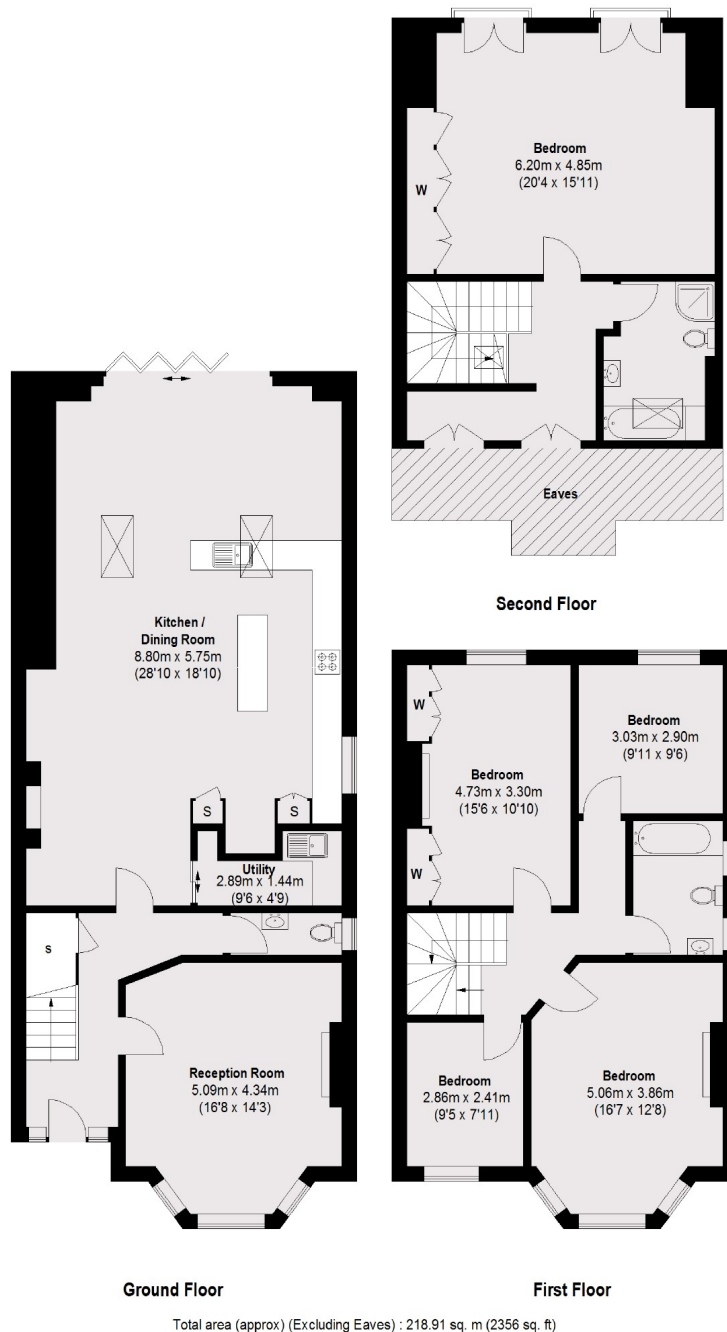 Bedroom
6.20m x 4.85m
(20'4 x 15'11)
W
Eaves
Second Floor
Kitchen /
Dining Room
8.80m x 5.75m
(28'10 x 18'10)
S
S
Utility
2.89m x 1.44m
(9'6 x 4'9)
s
Reception Room
5.09m x 4.34m
(16'8 x 14'3)
Ground Floor
W
Bedroom
4.73m x 3.30m
(15'6 x 10'10)
W
Bedroom
3.03m x 2.90m
(9'11 x 9'6)
Bedroom
2.86m x 2.41m
(9'5 x 7'11)
Bedroom
5.06m x 3.86m
(16'7 x 12'8)
First Floor
Total area (approx) (Excluding Eaves) : 218.91 sq. m (2356 sq. ft)